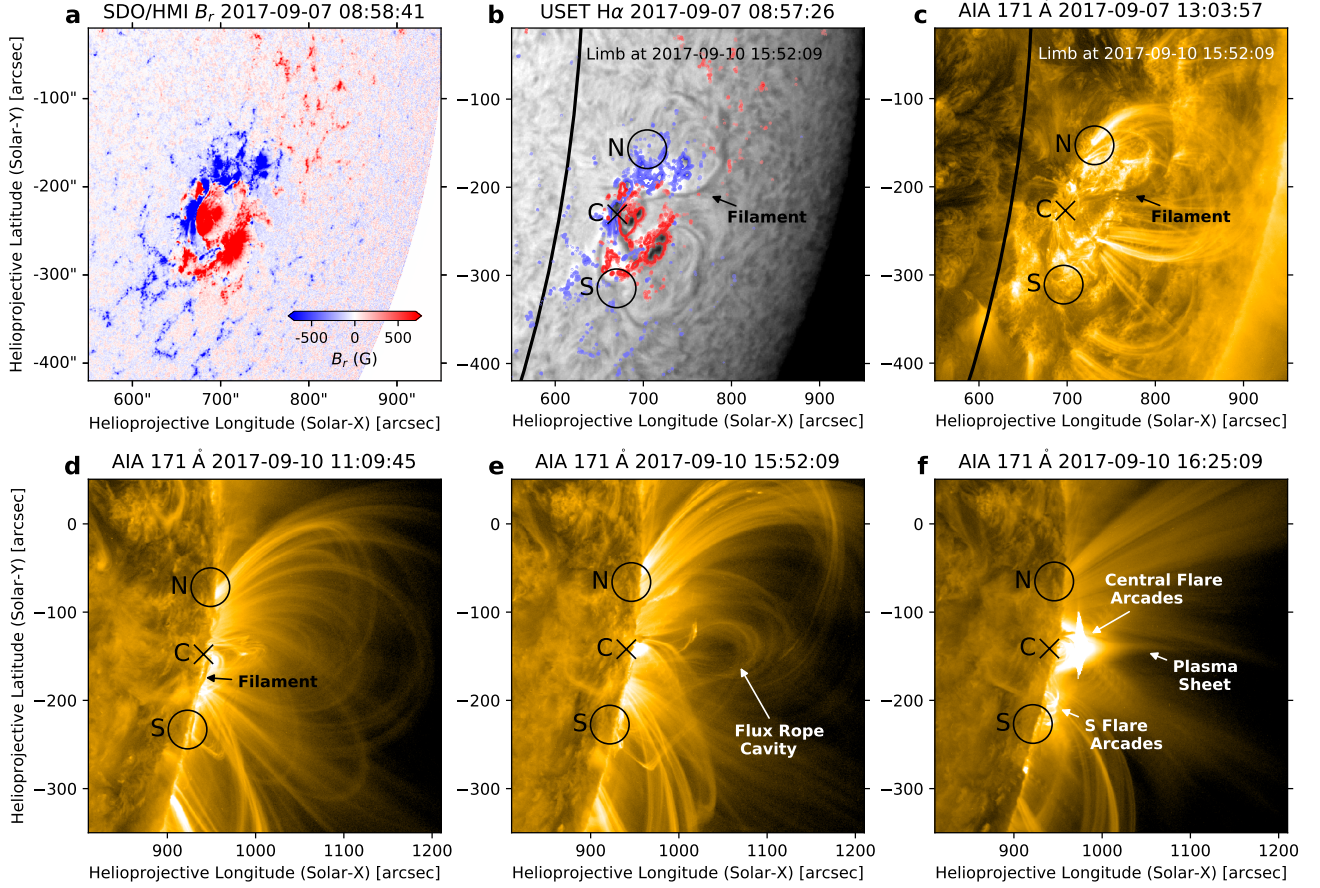 a SDO/HMI Br 2017-09-07 08:58:41
Helioprojective Latitude (Solar-Y) [arcsec]
-100"
-200"
-300"
-400"
-500 0 500
Br (G)
600" 700" 800" 900"
Helioprojective Longitude (Solar-X) [arcsec]
b USET Hα 2017-09-07 08:57:26
Limb at 2017-09-10 15:52:09
−100
−200
−300
−400
N
C
S
Filament
600 700 800 900
Helioprojective Longitude (Solar-X) [arcsec]
c AIA 171 Å 2017-09-07 13:03:57
Limb at 2017-09-10 15:52:09
−100
−200
−300
−400
N
C
S
Filament
600 700 800 900
Helioprojective Longitude (Solar-X) [arcsec]
d AIA 171 Å 2017-09-10 11:09:45
Helioprojective Latitude (Solar-Y) [arcsec]
0
−100
−200
−300
N
C
S
Filament
900 1000 1100 1200
Helioprojective Longitude (Solar-X) [arcsec]
e AIA 171 Å 2017-09-10 15:52:09
0
−100
−200
−300
N
C
S
Flux Rope
Cavity
900 1000 1100 1200
Helioprojective Longitude (Solar-X) [arcsec]
f AIA 171 Å 2017-09-10 16:25:09
0
−100
−200
−300
N
C
S
Central Flare
Arcades
Plasma
Sheet
S Flare
Arcades
900 1000 1100 1200
Helioprojective Longitude (Solar-X) [arcsec]